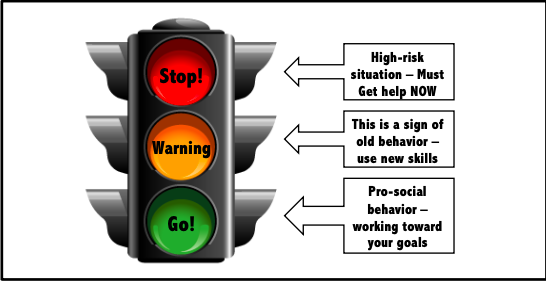 Stop!
High-risk
situation – Must
Get help NOW
Warning
This is a sign of
old behavior –
use new skills
Go!
Pro-social
behavior –
working toward
your goals